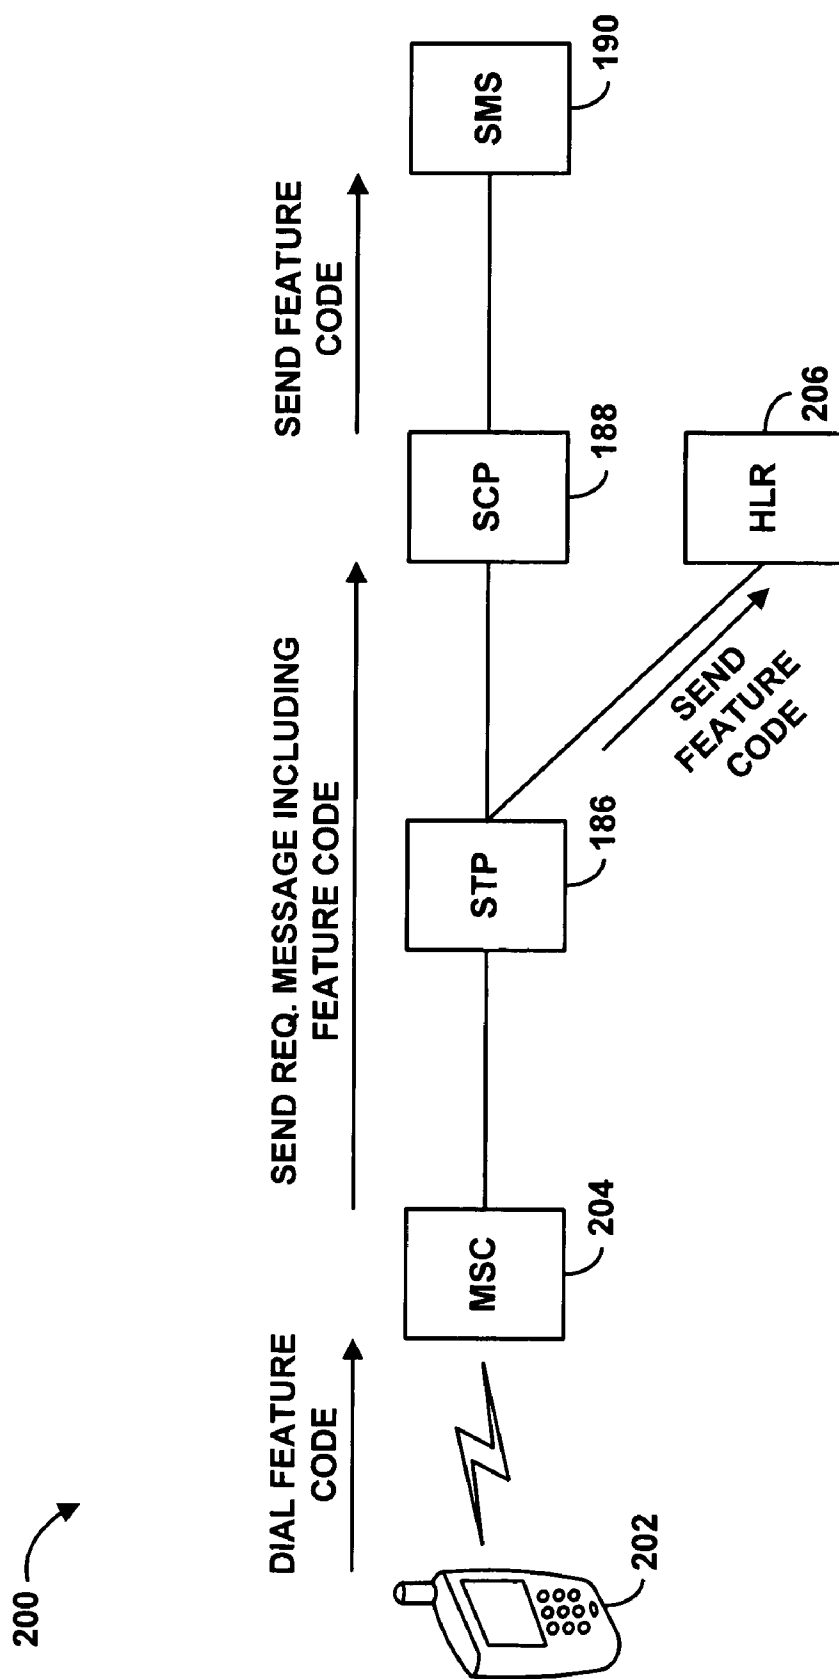 200
DIAL FEATURE
CODE
SEND REQ. MESSAGE INCLUDING
FEATURE CODE
SEND FEATURE
CODE
202
MSC
204
STP
186
SCP
188
SMS
190
SEND
FEATURE
CODE
HLR
206